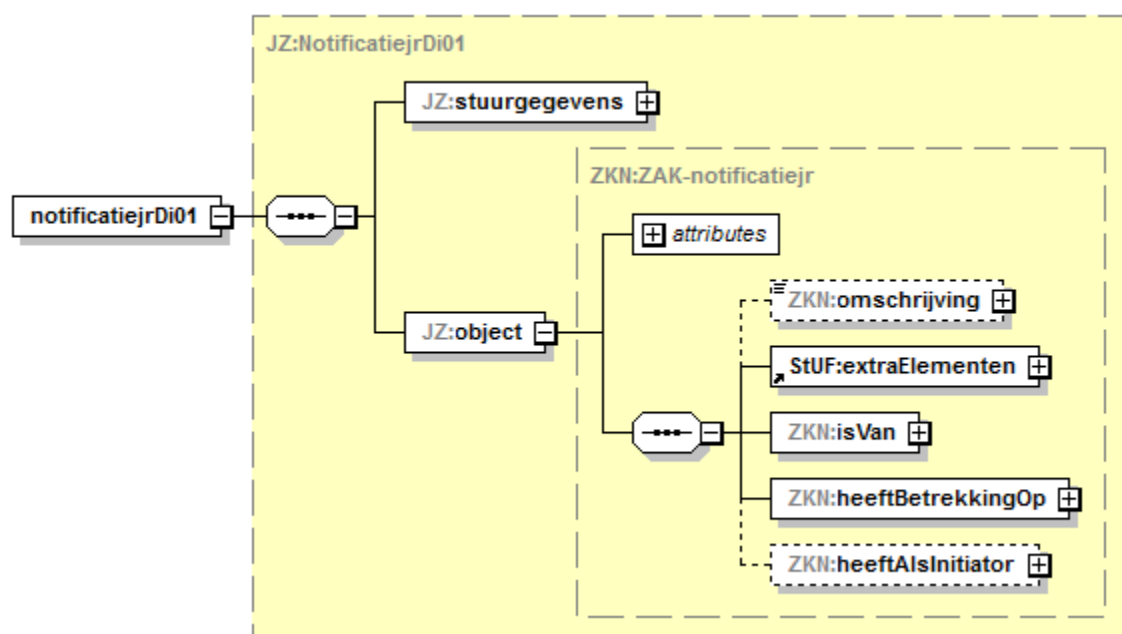 JZ:NotificatiejrDi01
JZ:stuurgegevens
ZKN:ZAK-notificatiejr
notificatiejrDi01
attributes
ZKN:omschrijving
JZ:object
StUF:extraElementen
ZKN:isVan
ZKN:heeftBetrekkingOp
ZKN:heeftAlsInitiator